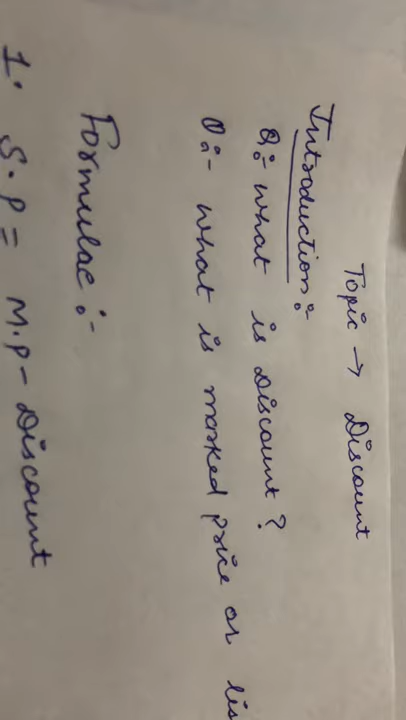 Topic → Discount
Introduction :-
Q:- what is Discount ?
Q:- what is marked price or
Formulae :-
1. S.P = M.P - Discount